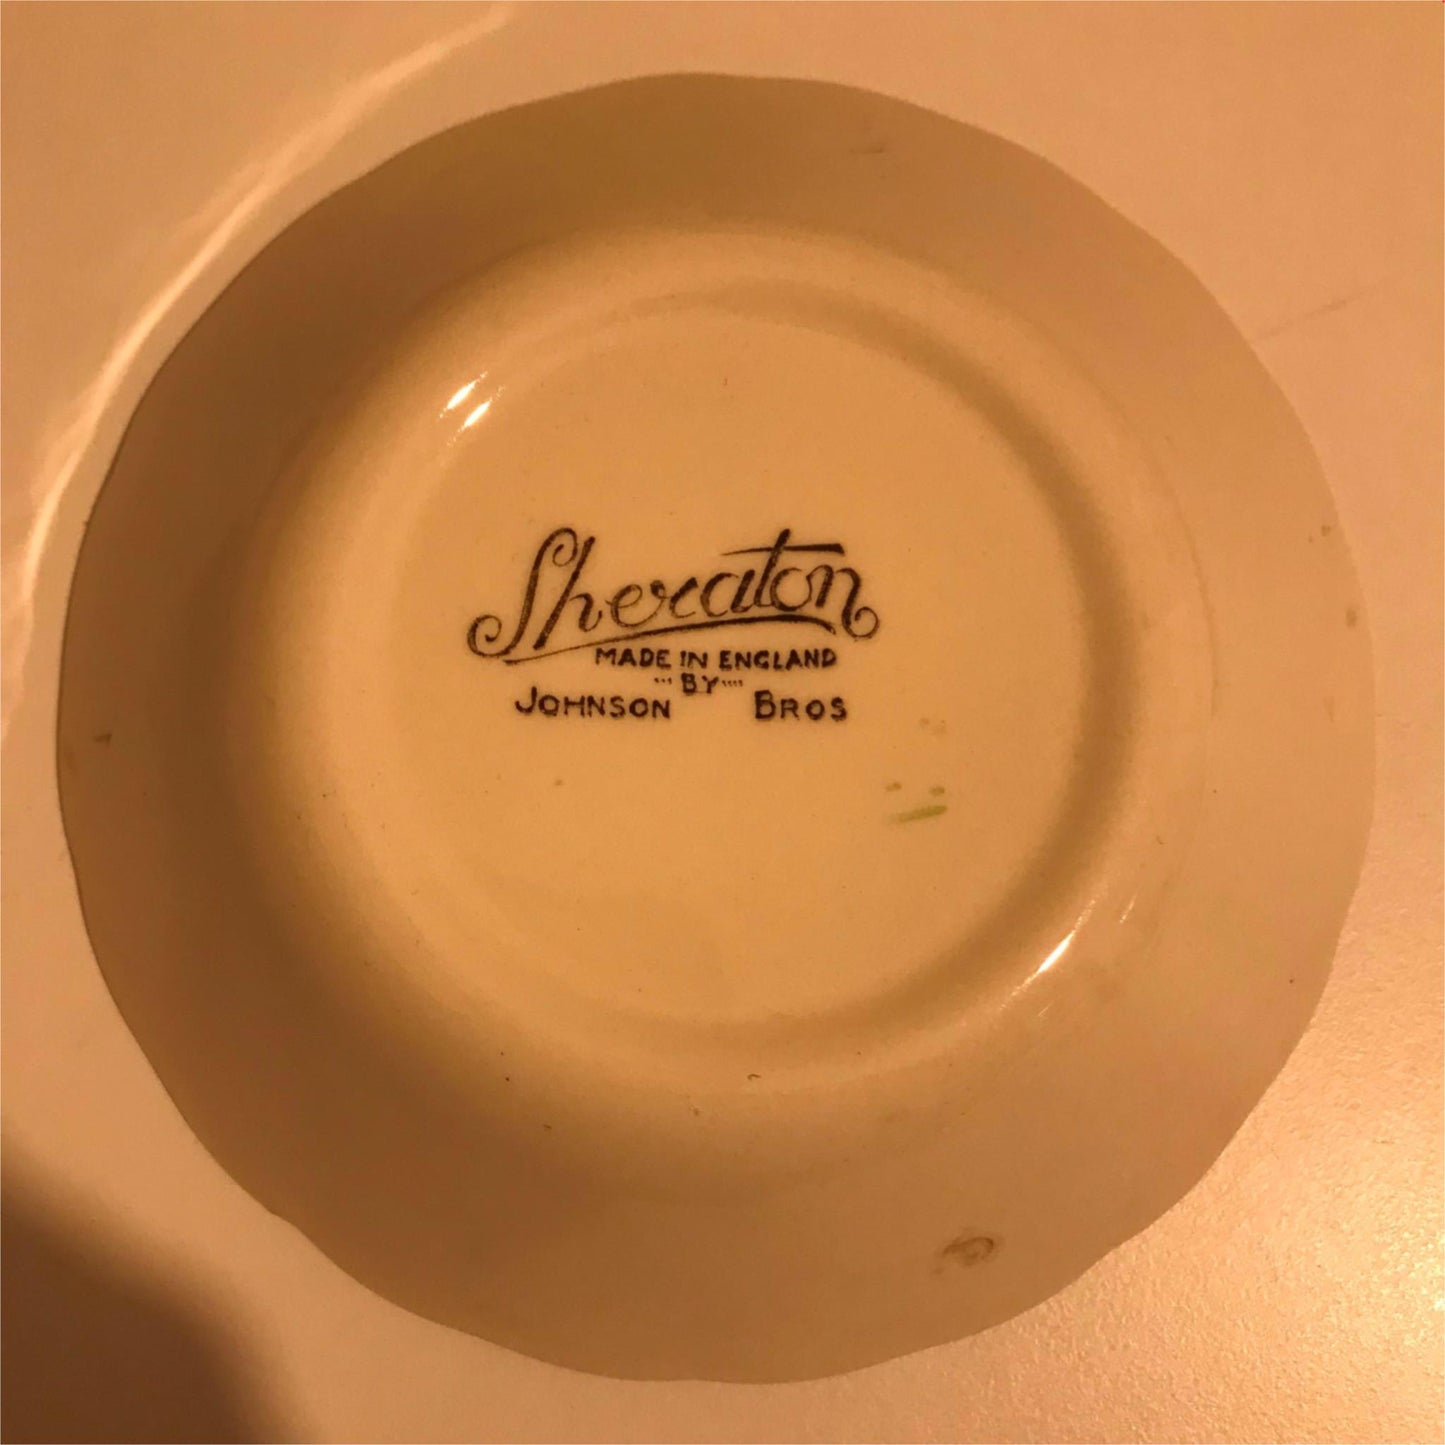 Sheraton
MADE IN ENGLAND
"' BY """
JOHNSON BROS